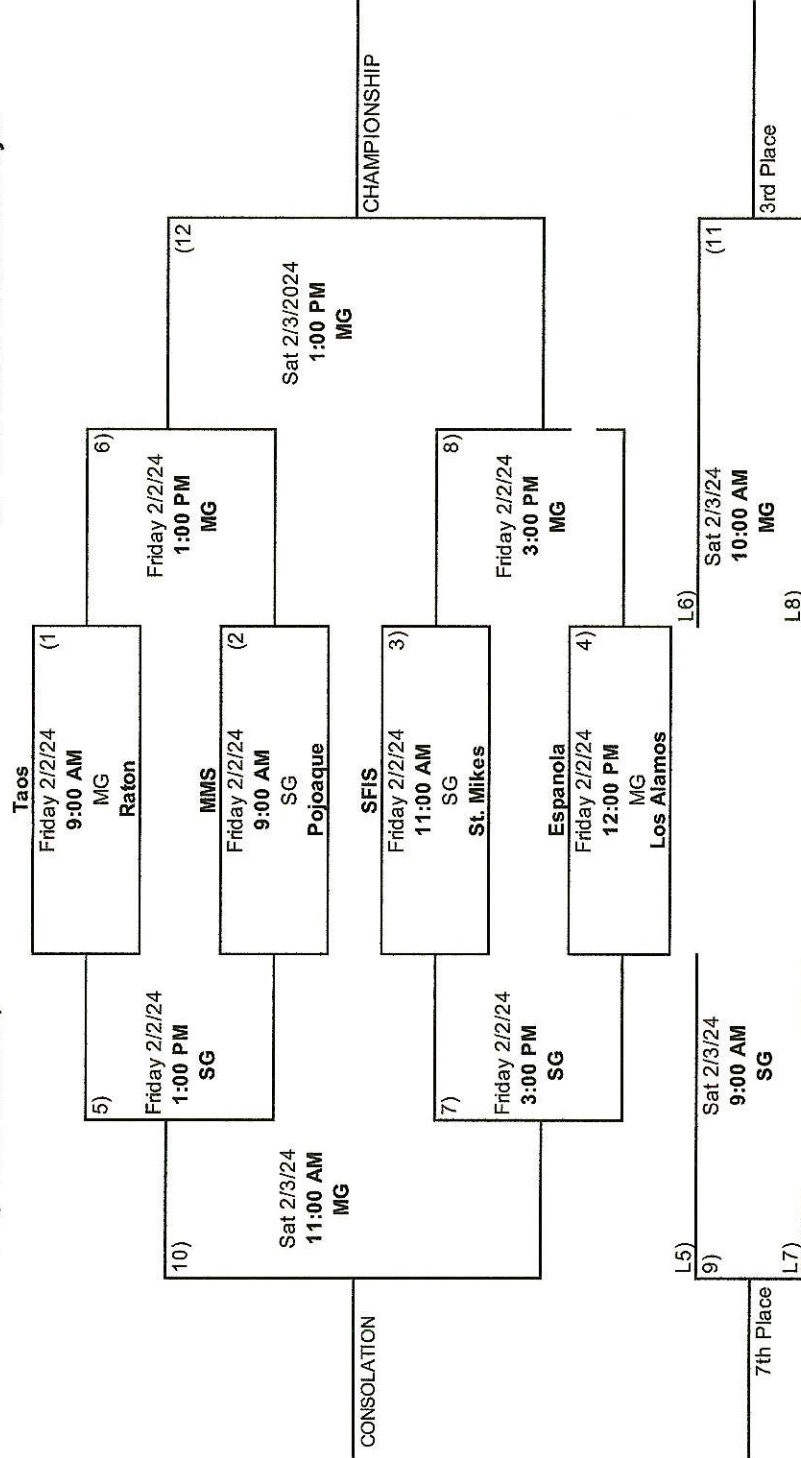 Taos
Friday 2/2/24
9:00 AM
MG
Raton
(1
5)
Friday 2/2/24
1:00 PM
SG
6)
Friday 2/2/24
1:00 PM
MG
MMS
Friday 2/2/24
9:00 AM
SG
Pojoaque
(2
10)
Sat 2/3/24
11:00 AM
MG
(12
Sat 2/3/2024
1:00 PM
MG
CONSOLATION
CHAMPIONSHIP
SFIS
Friday 2/2/24
11:00 AM
SG
St. Mikes
3)
7)
Friday 2/2/24
3:00 PM
SG
8)
Friday 2/2/24
3:00 PM
MG
Espanola
Friday 2/2/24
12:00 PM
MG
Los Alamos
4)
L5)
9)
Sat 2/3/24
9:00 AM
SG
L7)
7th Place
L6)
Sat 2/3/24
10:00 AM
MG
L8)
(11
3rd Place